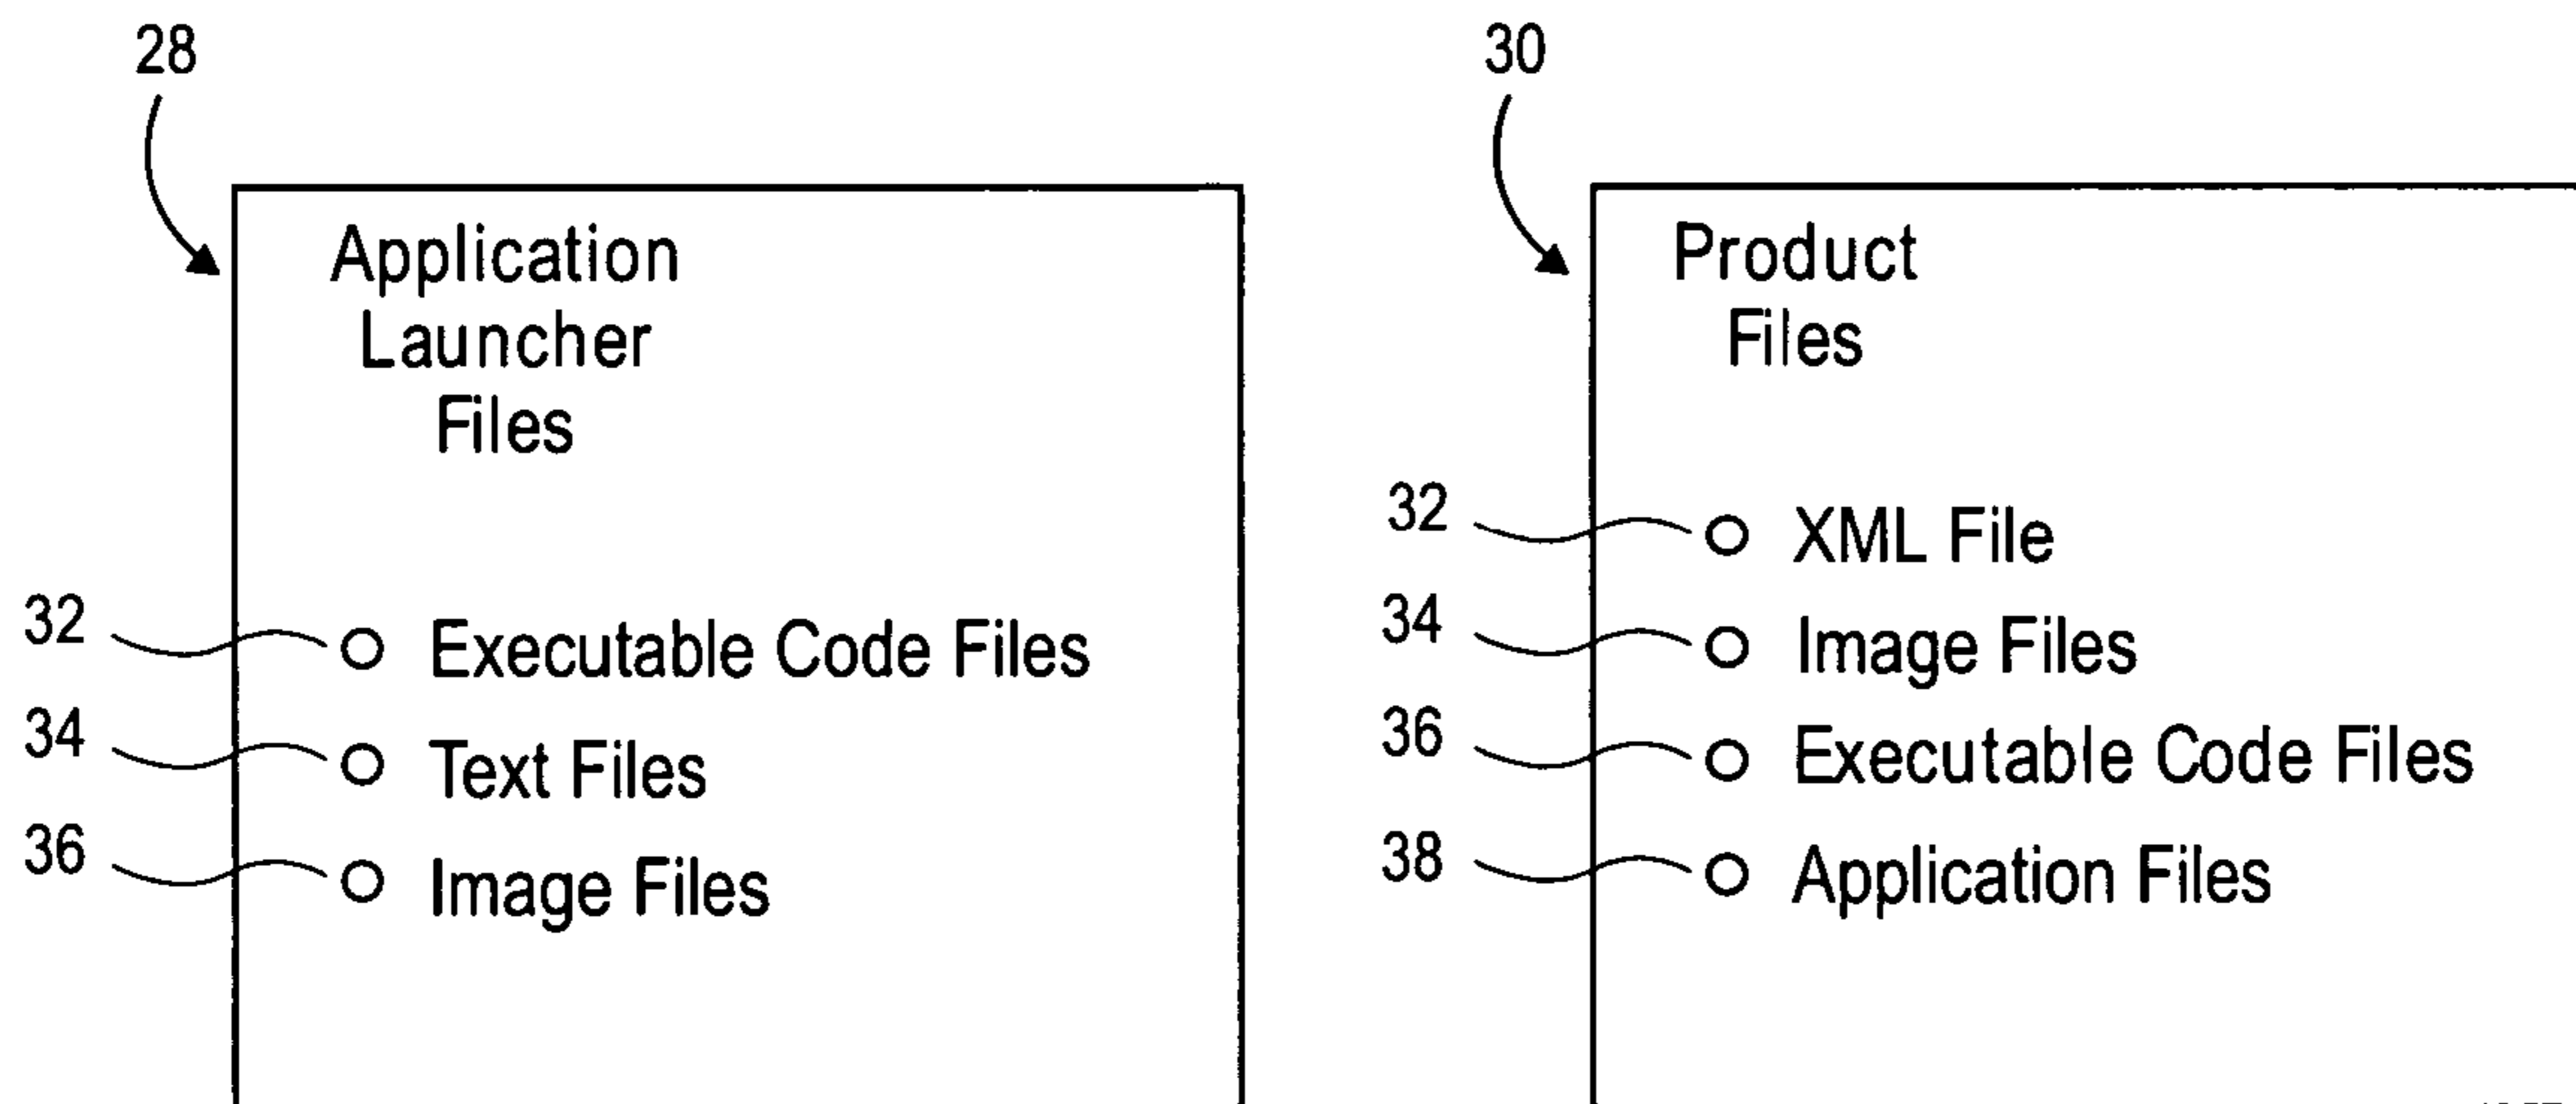 28
Application
Launcher
Files
32 Executable Code Files
34 Text Files
36 Image Files
30
Product
Files
32 XML File
34 Image Files
36 Executable Code Files
38 Application Files